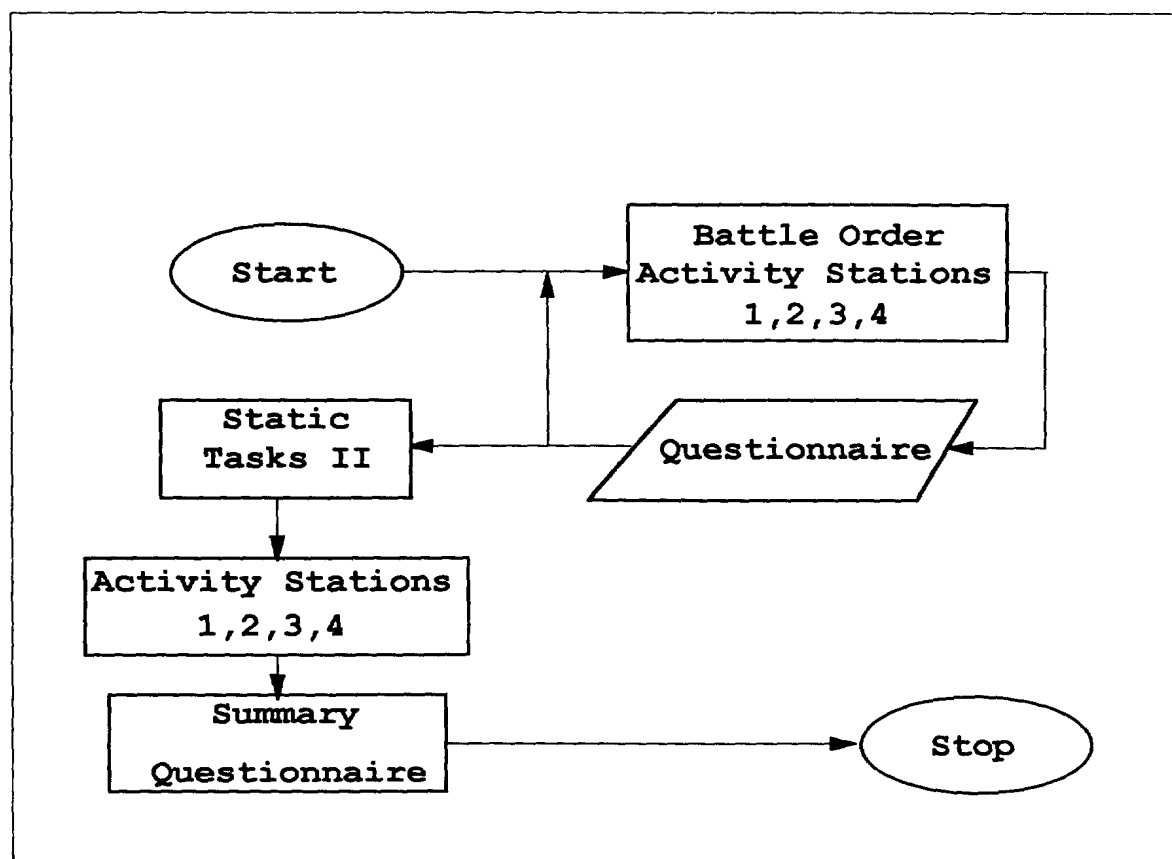 Start
Battle Order
Activity Stations
1,2,3,4
Questionnaire
Static
Tasks II
Activity Stations
1,2,3,4
Summary
Questionnaire
Stop